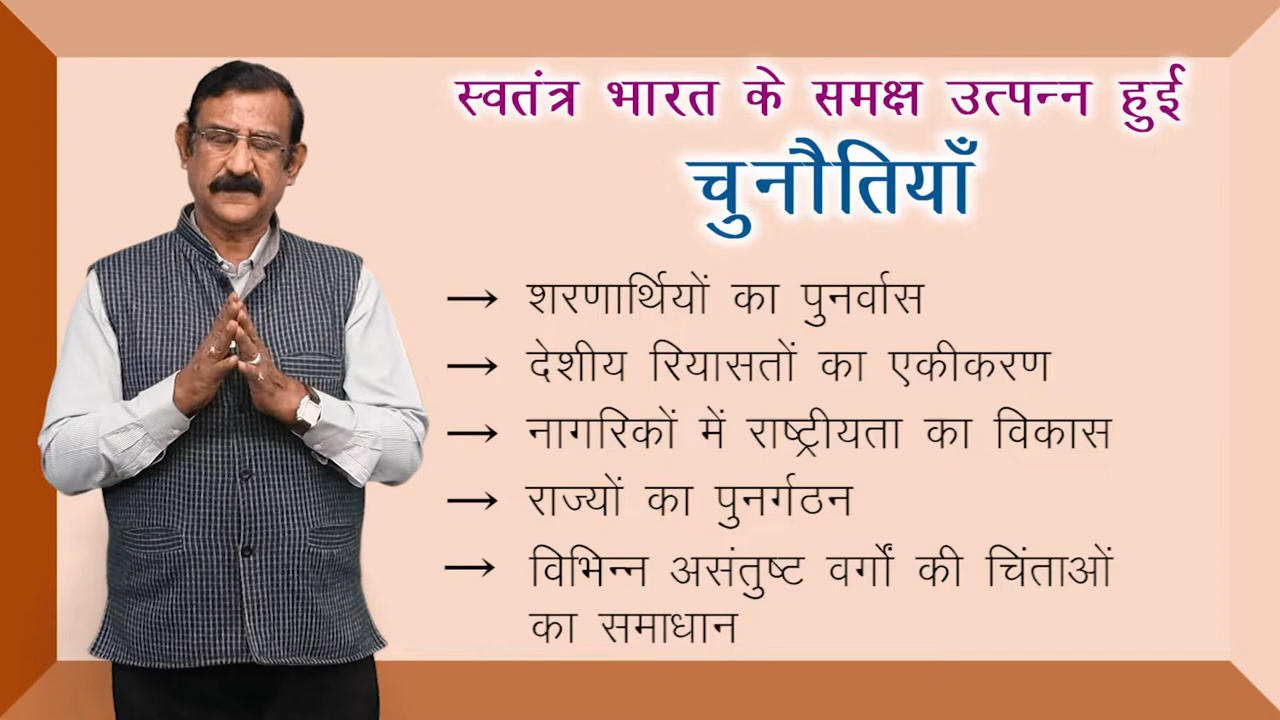 स्वतंत्र भारत के समक्ष उत्पन्न हुई
चुनौतियाँ
→ शरणार्थियों का पुनर्वास
→ देशीय रियासतों का एकीकरण
→ नागरिकों में राष्ट्रीयता का विकास
→ राज्यों का पुनर्गठन
→ विभिन्न असंतुष्ट वर्गों की चिंताओं
का समाधान